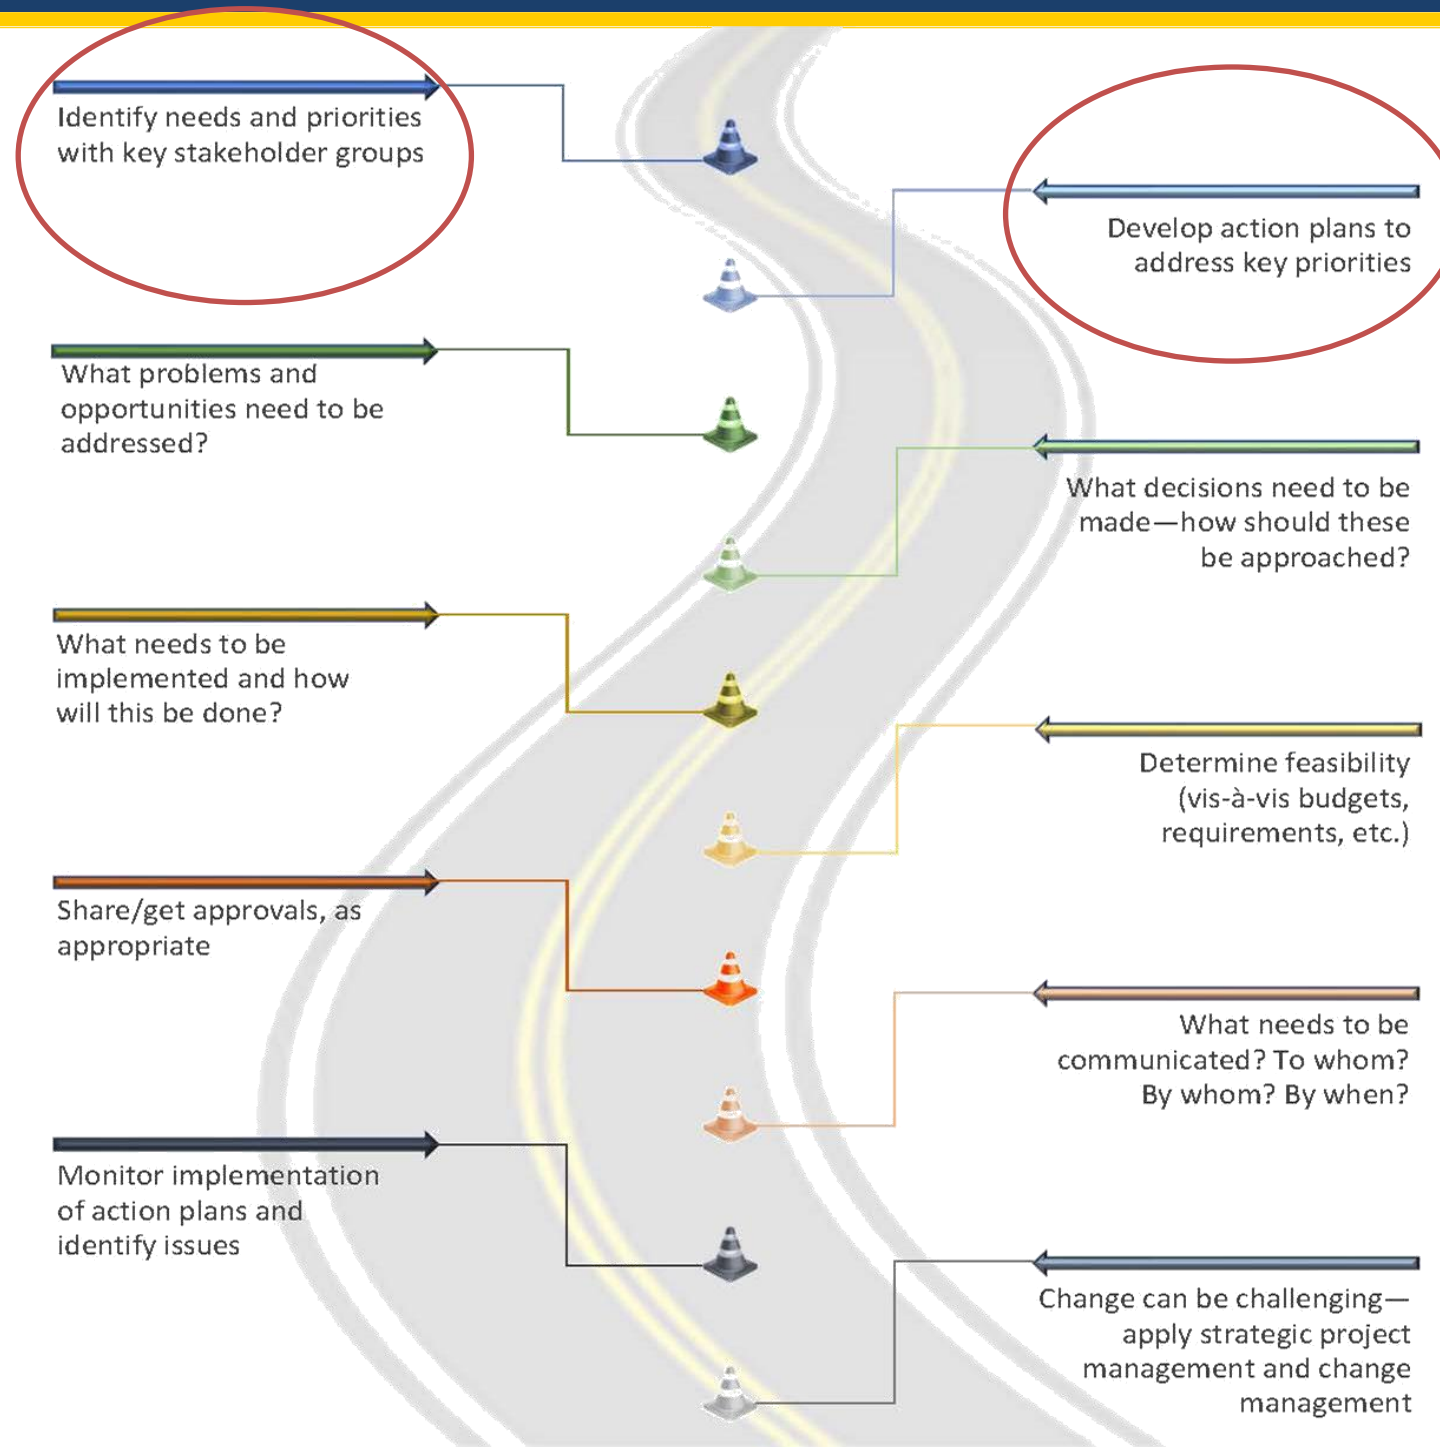 Identify needs and priorities
with key stakeholder groups
Develop action plans to
address key priorities
What problems and
opportunities need to be
addressed?
What decisions need to be
made—how should these
be approached?
What needs to be
implemented and how
will this be done?
Determine feasibility
(vis-à-vis budgets,
requirements, etc.)
Share/get approvals, as
appropriate
What needs to be
communicated? To whom?
By whom? By when?
Monitor implementation
of action plans and
identify issues
Change can be challenging—
apply strategic project
management and change
management